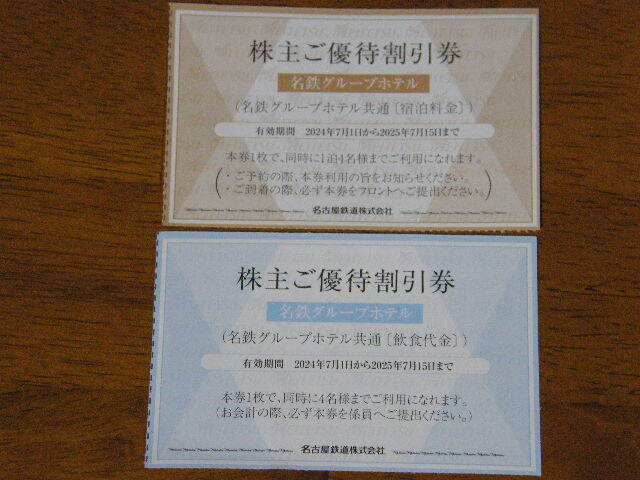 株主ご優待割引券
名鉄グループホテル
(名鉄グループホテル共通〔宿泊料金〕)
有効期間　2024年7月1日から2025年7月15日まで
本券1枚で、同時に1泊4名様までご利用になれます。
・ご予約の際、本券利用の旨をお知らせください。
・ご到着の際、必ず本券をフロントへご提出ください。
名古屋鉄道株式会社
株主ご優待割引券
名鉄グループホテル
(名鉄グループホテル共通〔飲食代金〕)
有効期間　2024年7月1日から2025年7月15日まで
本券1枚で、同時に4名様までご利用になれます。
(お会計の際、必ず本券を係員へご提出ください。)
名古屋鉄道株式会社